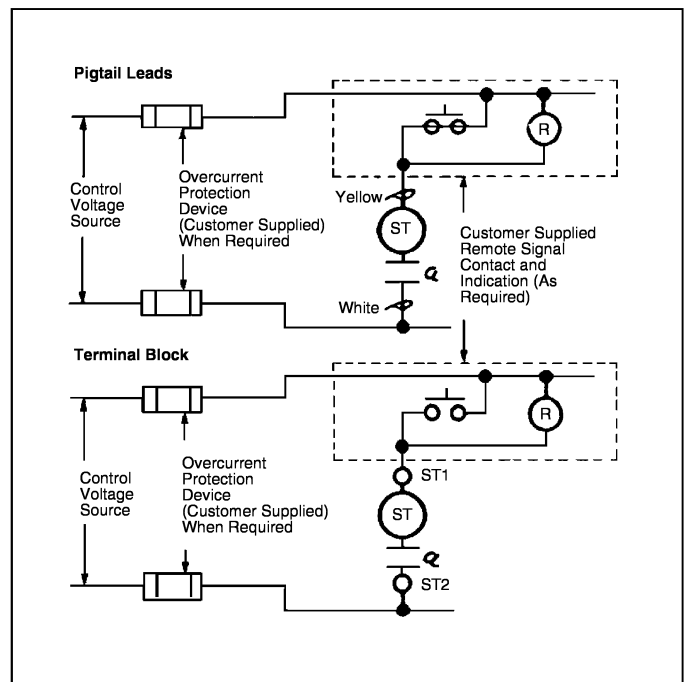 Pigtail Leads
R
Control
Voltage
Source
Overcurrent
Protection
Device
(Customer Supplied)
When Required
Yellow
ST
a
White
Customer Supplied
Remote Signal
Contact and
Indication (As
Required)
Terminal Block
R
Control
Voltage
Source
Overcurrent
Protection
Device
(Customer Supplied)
When Required
ST1
ST
a
ST2